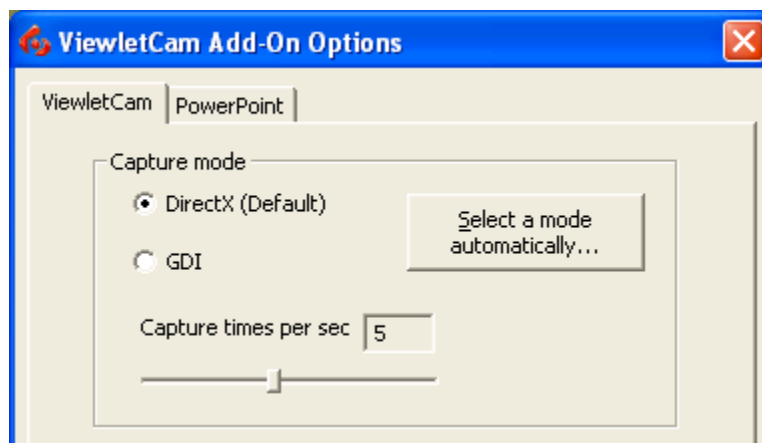 ViewletCam Add-On Options
ViewletCam
PowerPoint
Capture mode
DirectX (Default)
Select a mode
automatically...
GDI
Capture times per sec
5